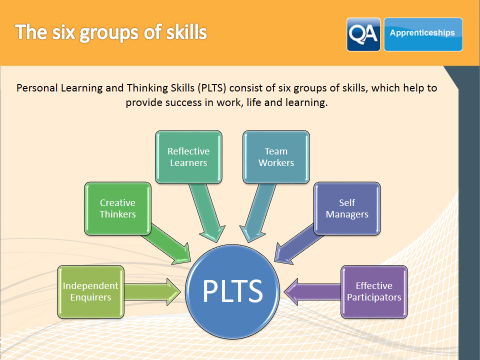 The six groups of skills
QA
Apprenticeships
Personal Learning and Thinking Skills (PLTS) consist of six groups of skills, which help to
provide success in work, life and learning.
Reflective
Learners
Team
Workers
Creative
Thinkers
Self
Managers
Independent
Enquirers
PLTS
Effective
Participators